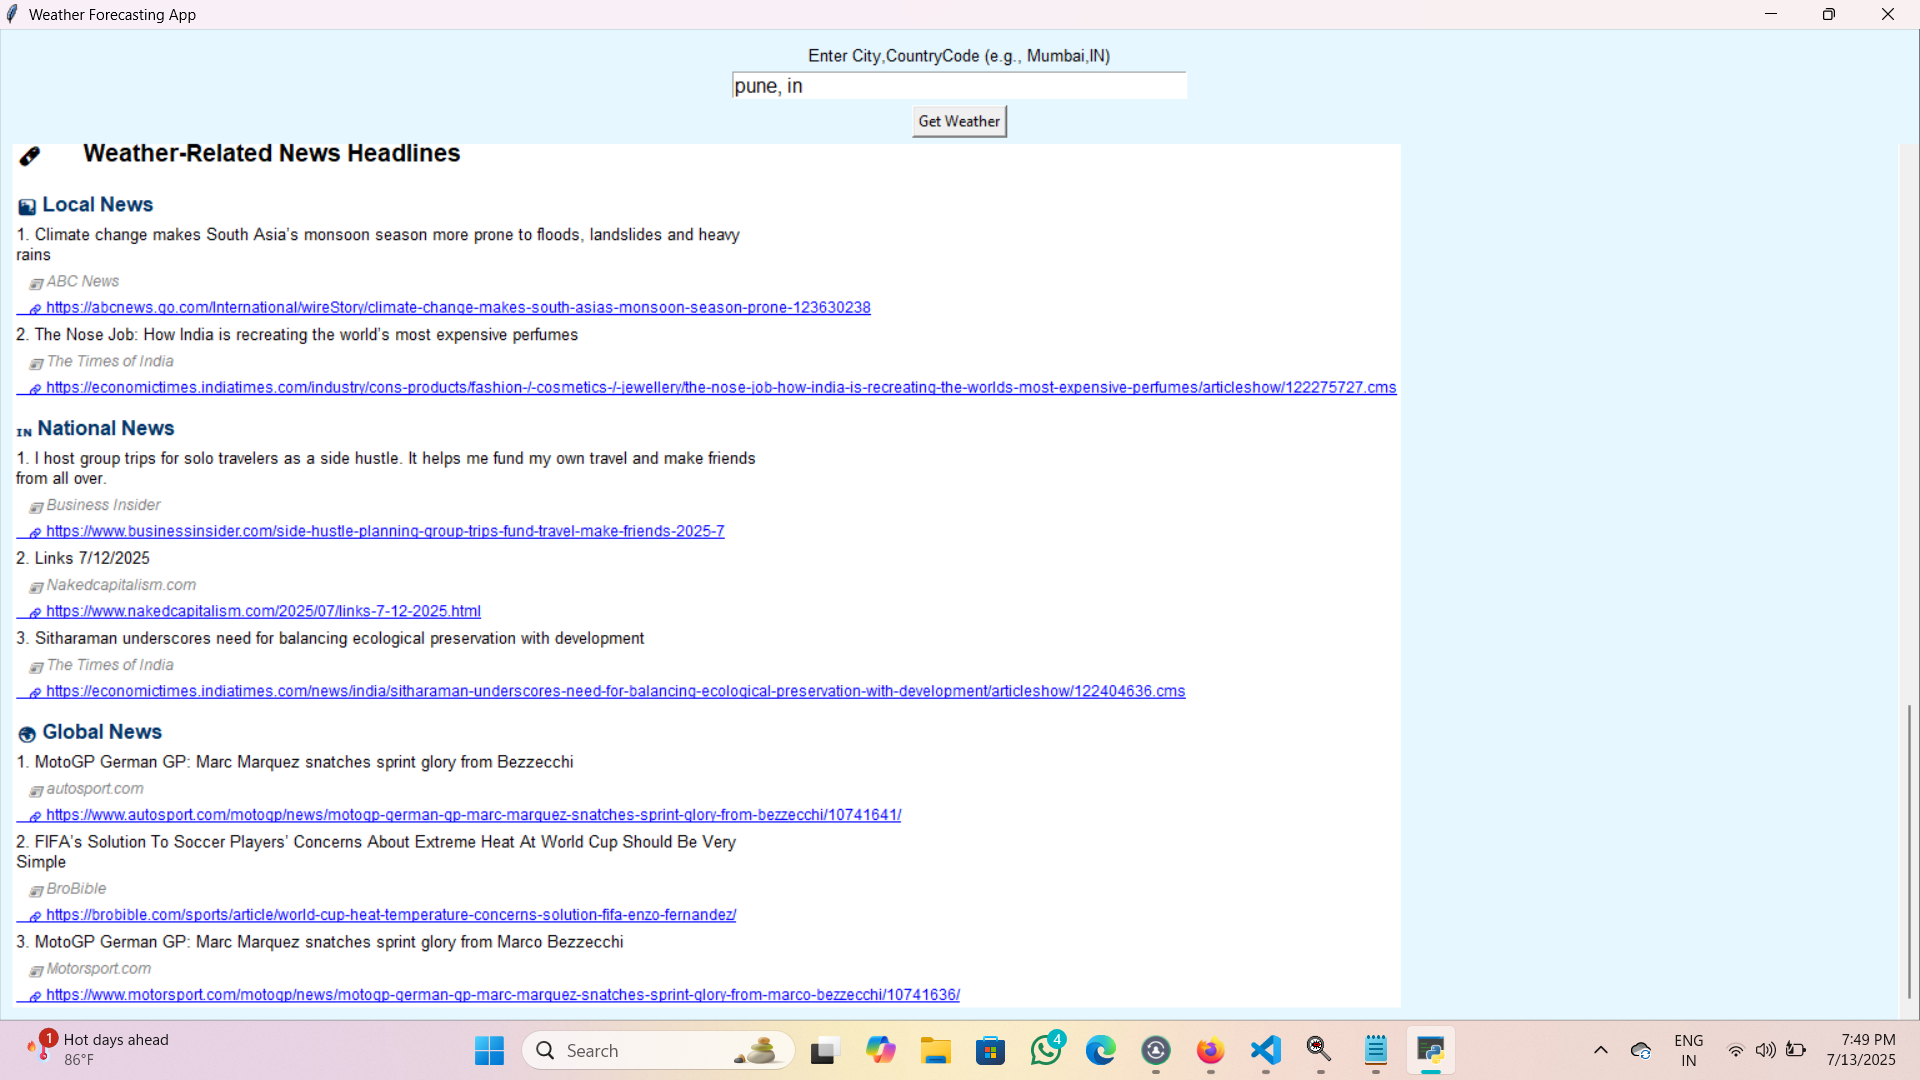 Weather Forecasting App
Enter City,CountryCode (e.g., Mumbai,IN)
pune, in
Get Weather
Weather-Related News Headlines
Local News
1. Climate change makes South Asia's monsoon season more prone to floods, landslides and heavy
rains
ABC News
https://abcnews.go.com/International/wireStory/climate-change-makes-south-asias-monsoon-season-prone-123630238
2. The Nose Job: How India is recreating the world's most expensive perfumes
The Times of India
https://economictimes.indiatimes.com/industry/cons-products/fashion-/-cosmetics-/-jewellery/the-nose-job-how-india-is-recreating-the-worlds-most-expensive-perfumes/articleshow/122275727.cms
IN National News
1. I host group trips for solo travelers as a side hustle. It helps me fund my own travel and make friends
from all over.
Business Insider
https://www.businessinsider.com/side-hustle-planning-group-trips-fund-travel-make-friends-2025-7
2. Links 7/12/2025
Nakedcapitalism.com
https://www.nakedcapitalism.com/2025/07/links-7-12-2025.html
3. Sitharaman underscores need for balancing ecological preservation with development
The Times of India
https://economictimes.indiatimes.com/news/india/sitharaman-underscores-need-for-balancing-ecological-preservation-with-development/articleshow/122404636.cms
Global News
1. MotoGP German GP: Marc Marquez snatches sprint glory from Bezzecchi
autosport.com
https://www.autosport.com/motogp/news/motogp-german-gp-marc-marquez-snatches-sprint-glory-from-bezzecchi/10741641/
2. FIFA's Solution To Soccer Players' Concerns About Extreme Heat At World Cup Should Be Very
Simple
BroBible
https://brobible.com/sports/article/world-cup-heat-temperature-concerns-solution-fifa-enzo-fernandez/
3. MotoGP German GP: Marc Marquez snatches sprint glory from Marco Bezzecchi
Motorsport.com
https://www.motorsport.com/motogp/news/motogp-german-gp-marc-marquez-snatches-sprint-glory-from-marco-bezzecchi/10741636/
1
Hot days ahead
86°F
Search
4
ENG
IN
7:49 PM
7/13/2025